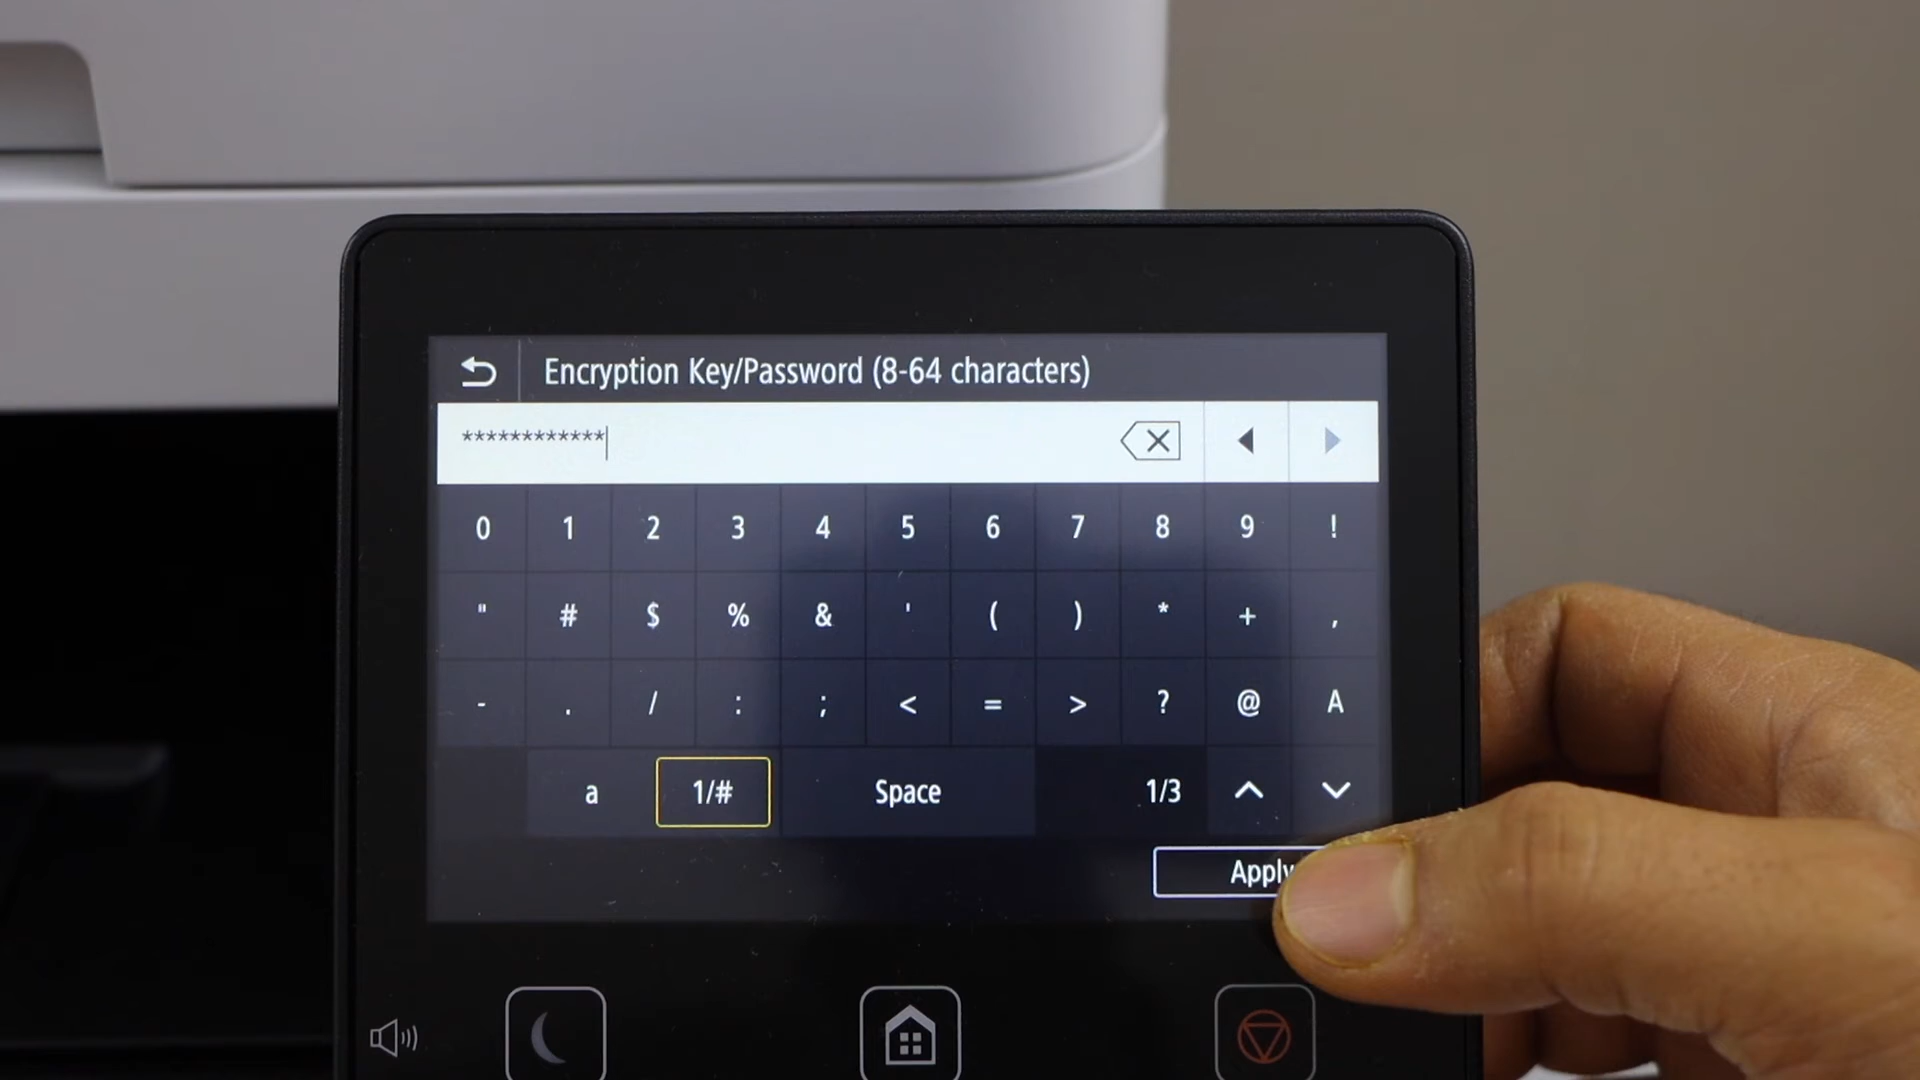 Encryption Key/Password (8-64 characters)
************
0 1 2 3 4 5 6 7 8 9 !
" # $ % & ' ( ) * + ,
- . / : ; < = > ? @ A
a 1/# Space 1/3
Apply